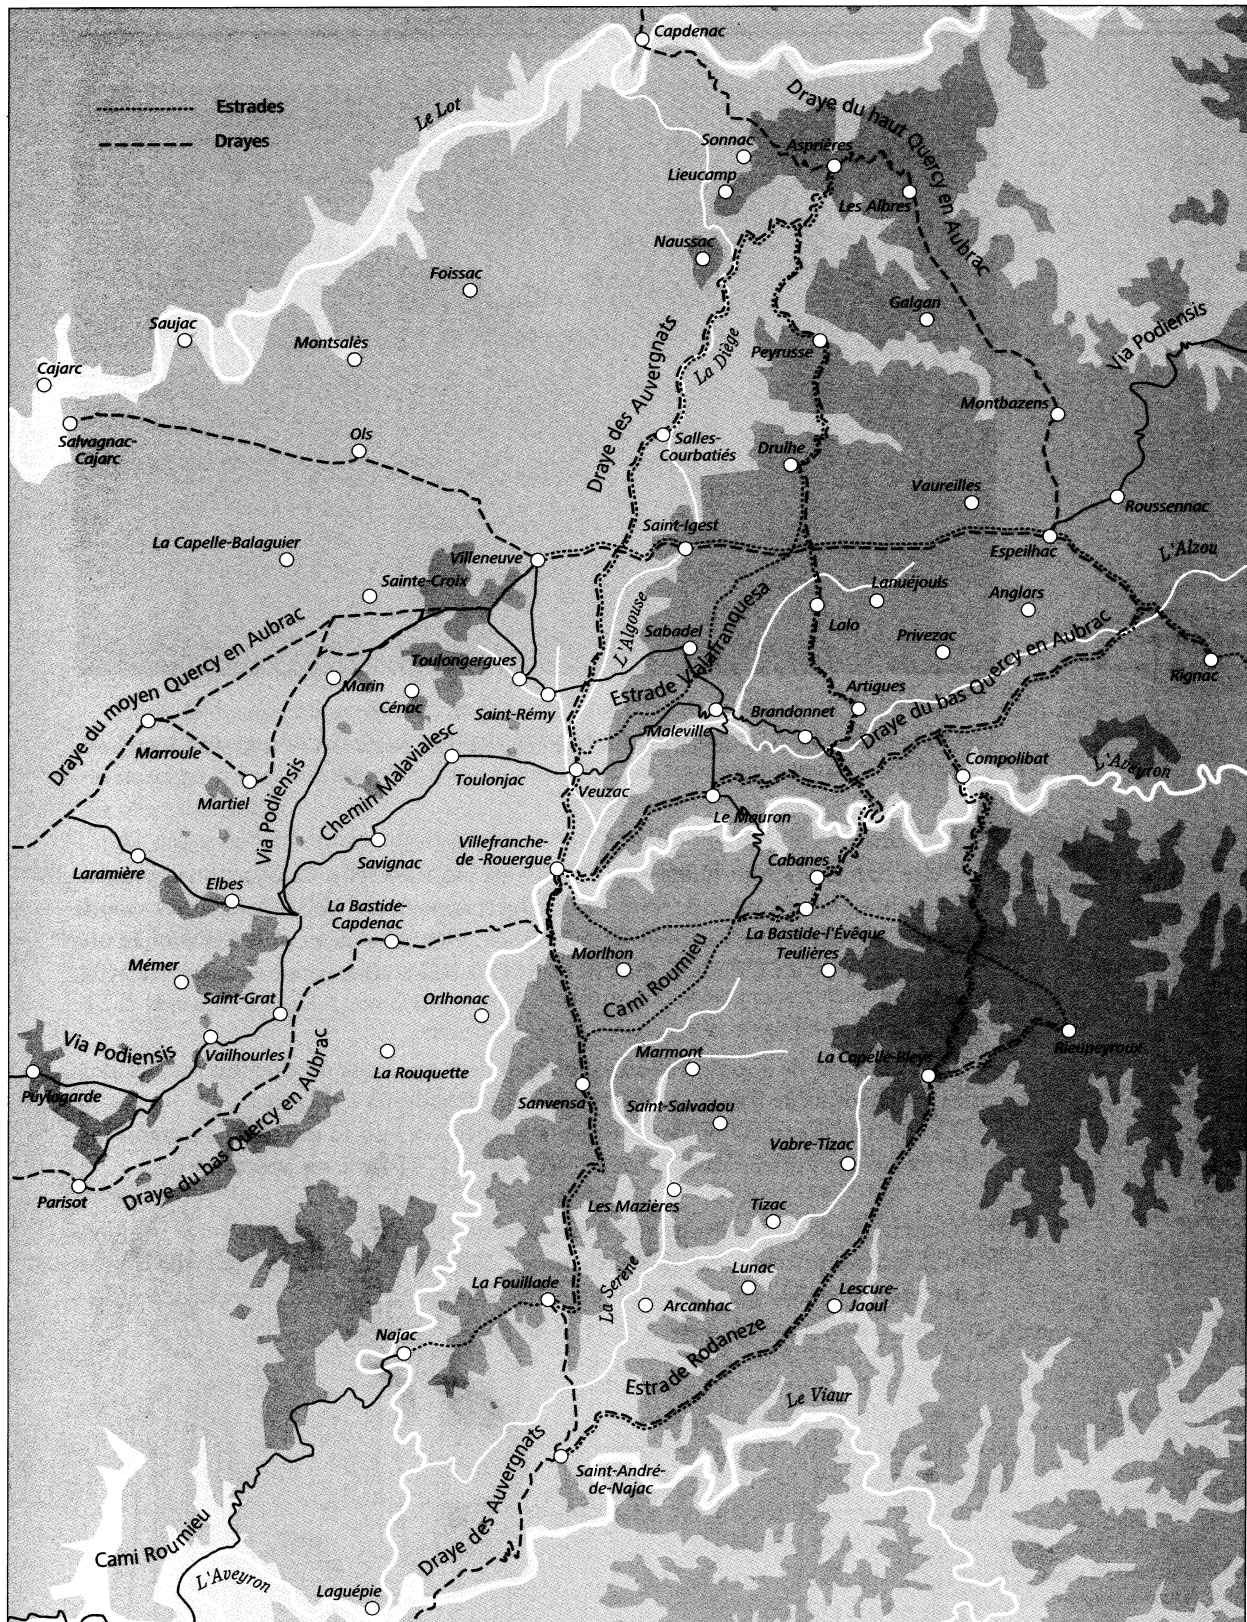 Capdenac
Estrades
Drayes
Le Lot
Draye du haut Quercy en Aubrac
Sonnac
Asprières
Lieucamp
Les Albres
Naussac
Foissac
Galgan
Saujac
Montsalès
Via Podiensis
Cajarc
Peyrusse
La Diège
Draye des Auvergnats
Montbazens
Salvagnac-
Cajarc
Ols
Salles-
Courbatiés
Drulhe
Vaureilles
Roussennac
Saint-Igest
La Capelle-Balaguier
Villeneuve
Espeilhac
L'Alzou
Sainte-Croix
Lanuéjouls
Anglars
L'Algouse
Lalo
Sabadel
Privezac
Draye du moyen Quercy en Aubrac
Toulongergues
Estrade Vialafranquesa
Draye du bas Quercy en Aubrac
Rignac
Marin
Cénac
Saint-Rémy
Artigues
Brandonnet
Maleville
Marroule
Chemin Malavialesc
Toulonjac
Compolibat
L'Aveyron
Martiel
Via Podiensis
Veuzac
Le Mauron
Villefranche-
de -Rouergue
Savignac
Laramière
Cabanes
Elbes
La Bastide-
Capdenac
La Bastide-l'Évêque
Morlhon
Teulières
Mémer
Cami Roumieu
Saint-Grat
Orlhonac
Via Podiensis
Vailhourles
La Rouquette
Marmont
La Capelle-Bleys
Rieupeyroux
Puylagarde
Sanvensa
Saint-Salvadou
Vabre-Tizac
Draye du bas Quercy en Aubrac
Parisot
Les Mazières
Tizac
La Serène
Lunac
La Fouillade
Arcanhac
Lescure-
Jaoul
Najac
Estrade Rodaneze
Le Viaur
Draye des Auvergnats
Saint-André-
de-Najac
Cami Roumieu
L'Aveyron
Laguépie